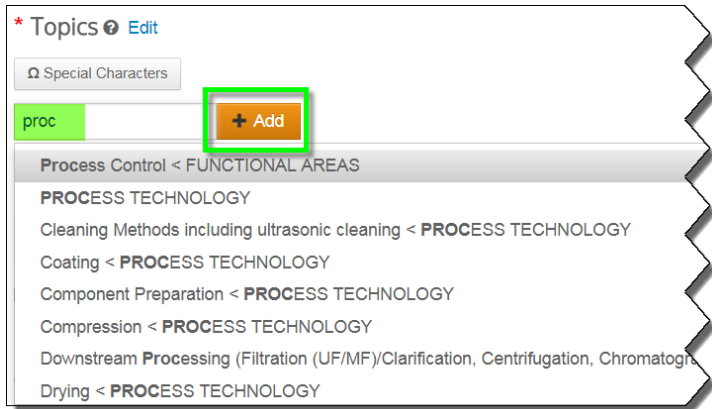 * Topics ? Edit
Ω Special Characters
proc + Add
Process Control < FUNCTIONAL AREAS
PROCESS TECHNOLOGY
Cleaning Methods including ultrasonic cleaning < PROCESS TECHNOLOGY
Coating < PROCESS TECHNOLOGY
Component Preparation < PROCESS TECHNOLOGY
Compression < PROCESS TECHNOLOGY
Downstream Processing (Filtration (UF/MF)/Clarification, Centrifugation, Chromatogr
Drying < PROCESS TECHNOLOGY